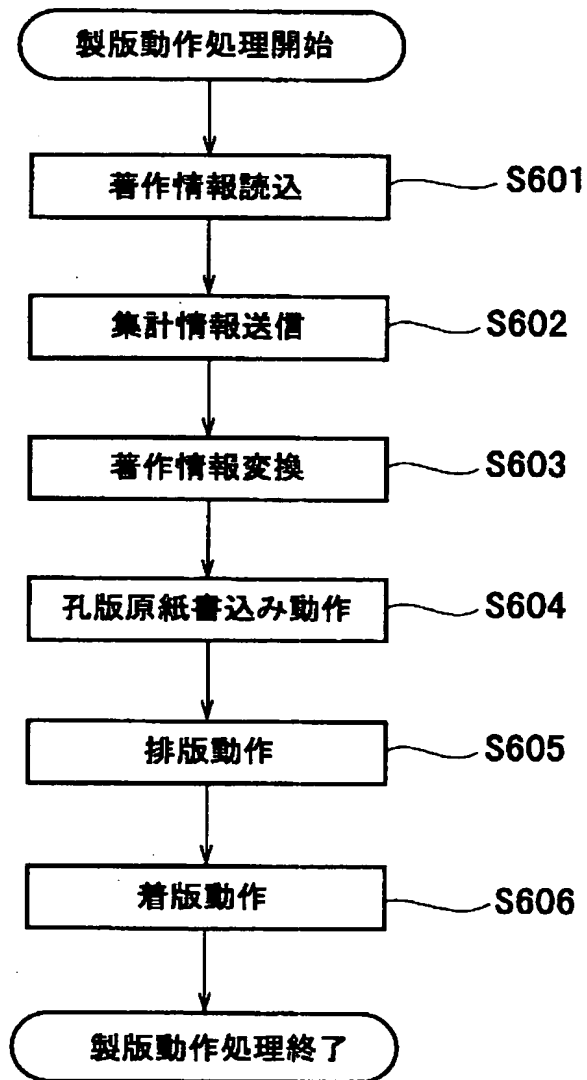 製版動作処理開始
著作情報読込 S601
集計情報送信 S602
著作情報変換 S603
孔版原紙書込み動作 S604
排版動作 S605
着版動作 S606
製版動作処理終了